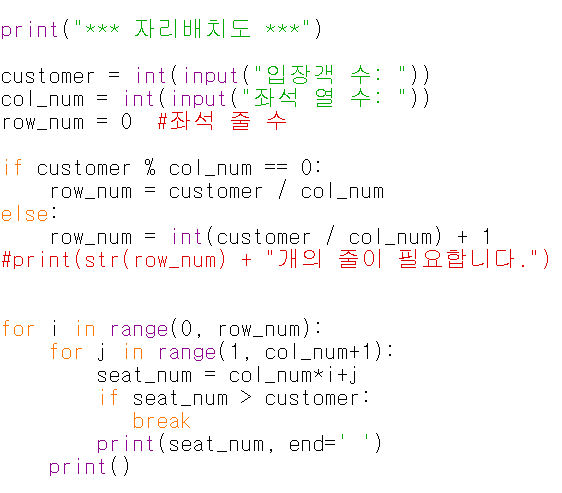 print("*** 자리배치도 ***")

customer = int(input("입장객 수: "))
col_num = int(input("좌석 열 수: "))
row_num = 0  #좌석 줄 수

if customer % col_num == 0:
    row_num = customer / col_num
else:
    row_num = int(customer / col_num) + 1
#print(str(row_num) + "개의 줄이 필요합니다.")


for i in range(0, row_num):
    for j in range(1, col_num+1):
        seat_num = col_num*i+j
        if seat_num > customer:
           break
        print(seat_num, end=' ')
    print()